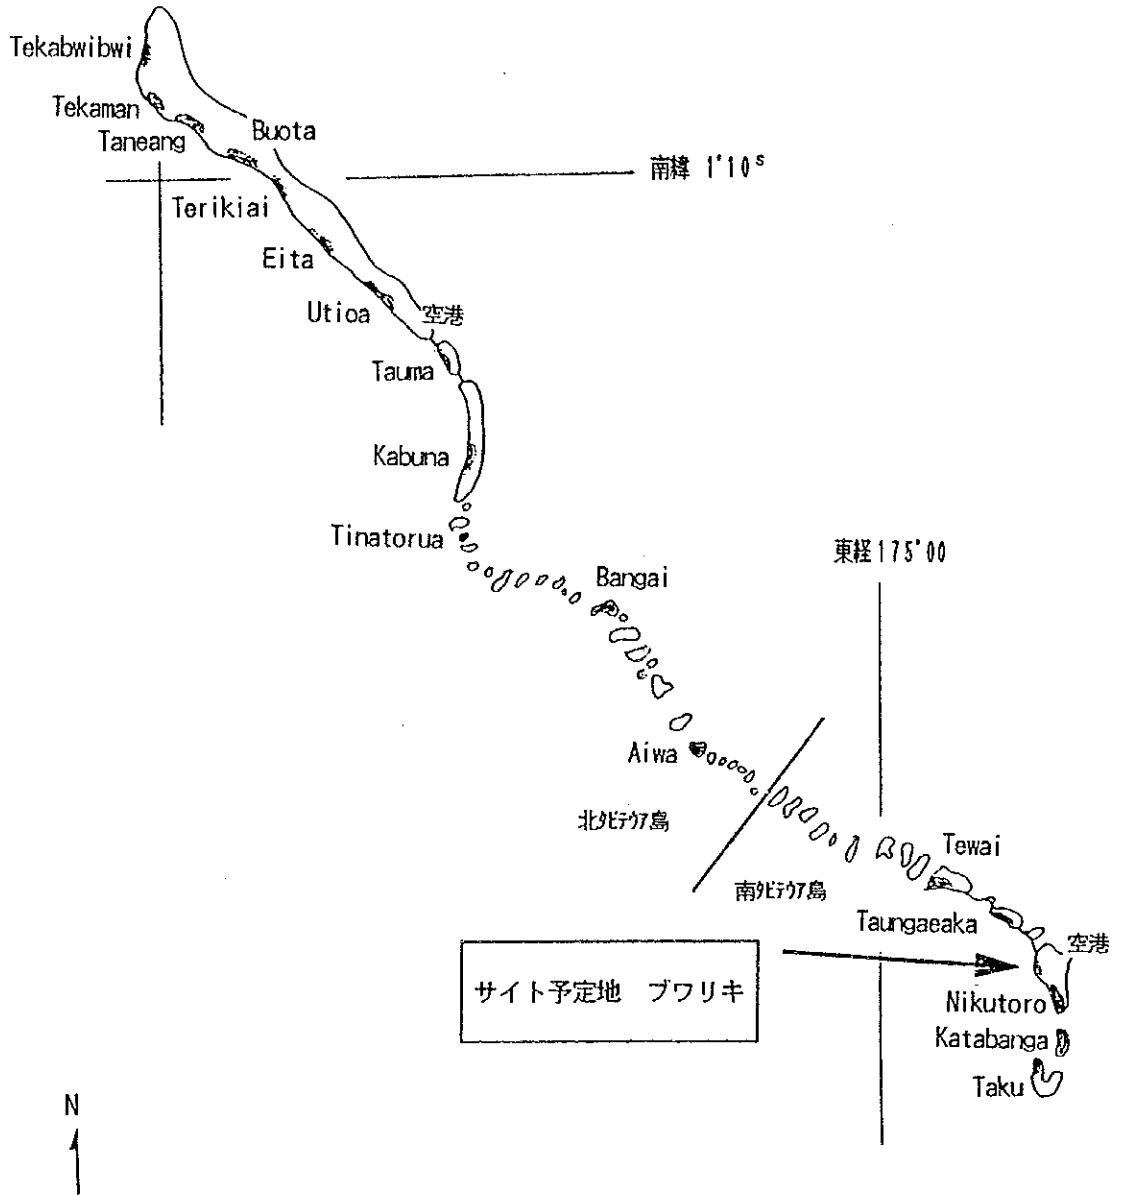 Tekabwibwi
Tekaman
Taneang
Buota
南緯 1°10ˢ
Terikiai
Eita
Utioa
空港
Tauma
Kabuna
Tinatorua
東経175°00
Bangai
Aiwa
北ﾀﾋﾞﾃｳｱ島
Tewai
南ﾀﾋﾞﾃｳｱ島
Taungaeaka
空港
サイト予定地 ブワリキ
Nikutoro
Katabanga
Taku
N